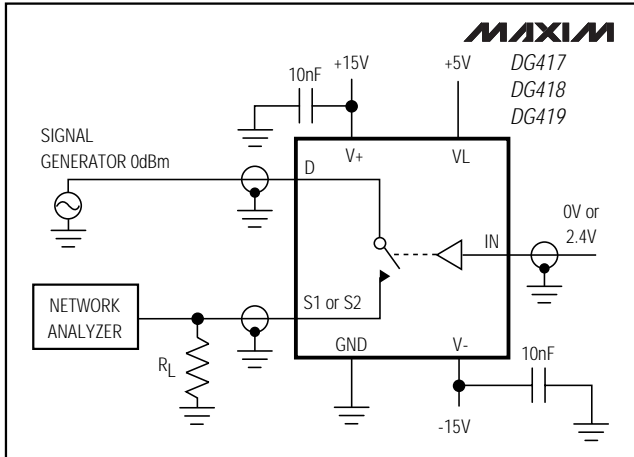 MAXIM
DG417
DG418
DG419
+15V
+5V
10nF
SIGNAL
GENERATOR 0dBm
V+
VL
D
IN
0V or
2.4V
NETWORK
ANALYZER
S1 or S2
RL
GND
V-
10nF
-15V